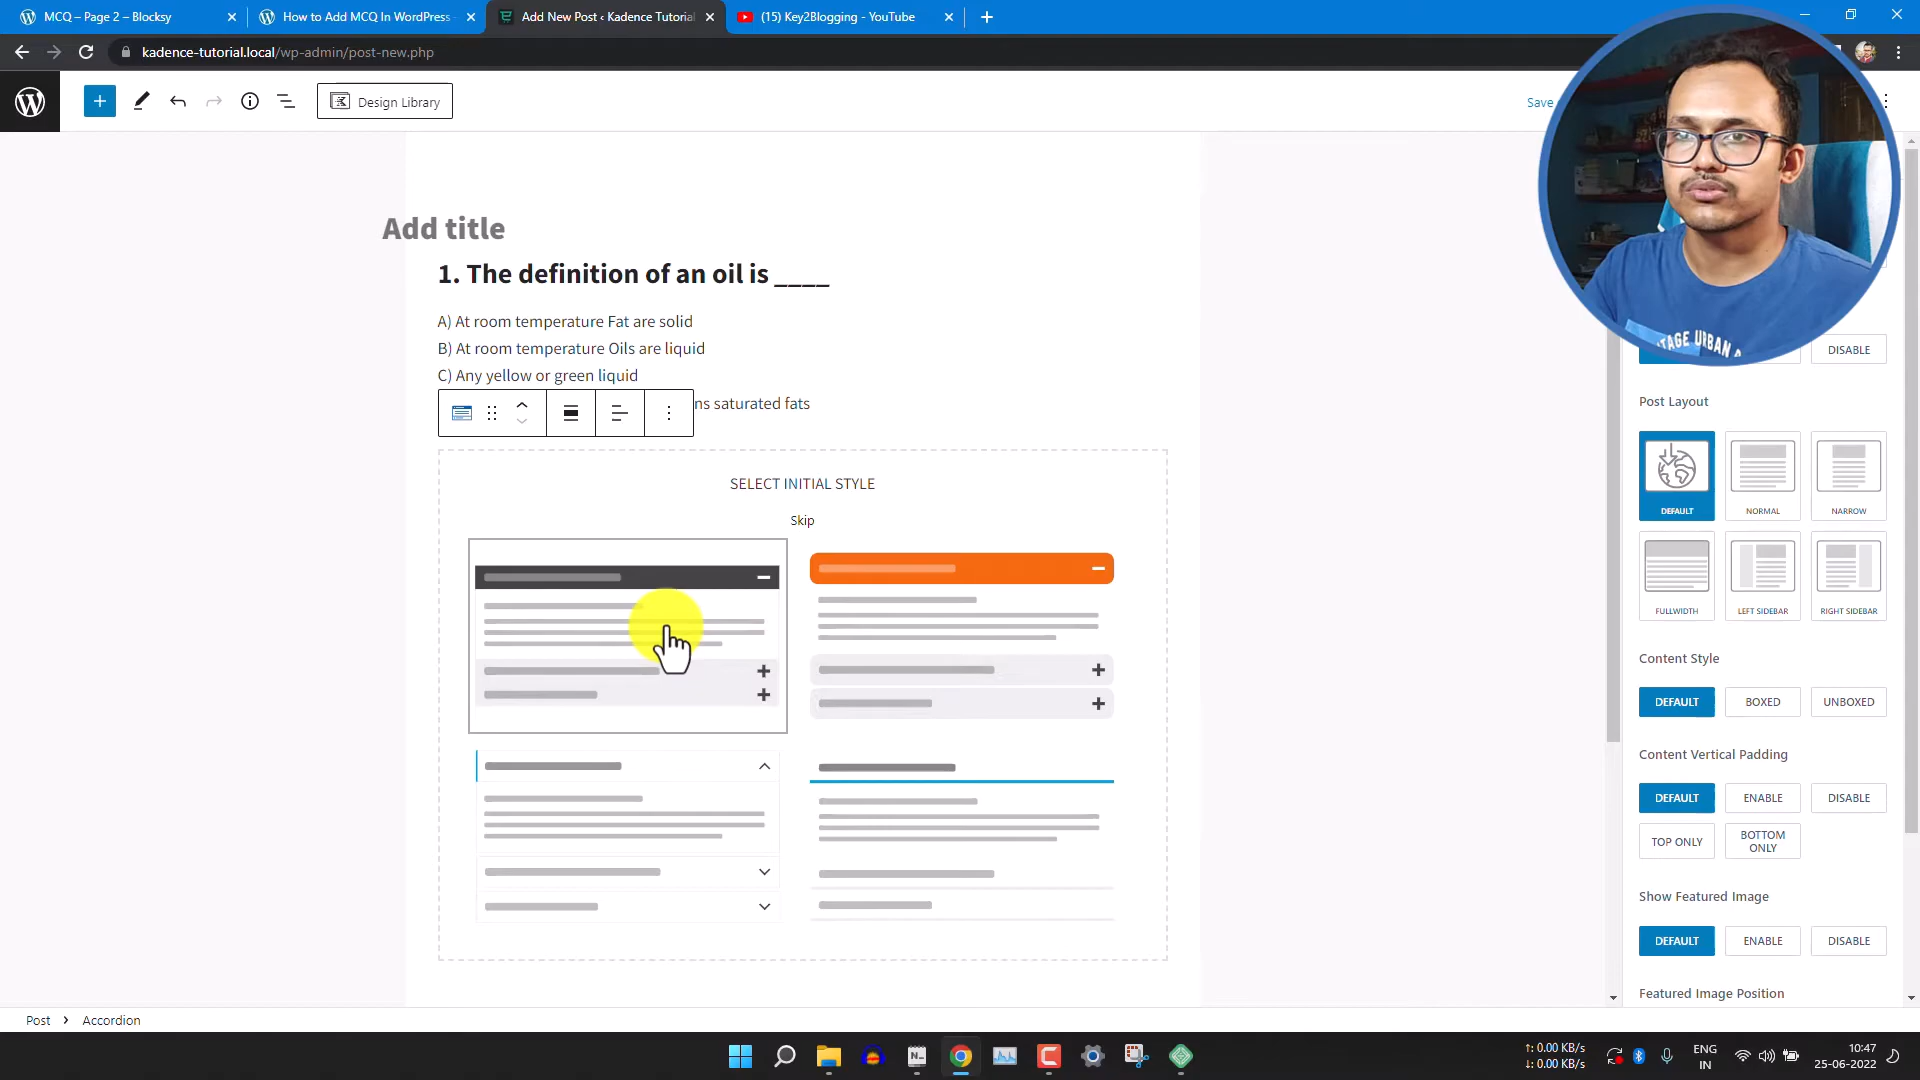 MCQ – Page 2 – Blocksy
How to Add MCQ In WordPress -
Add New Post ‹ Kadence Tutorial
(15) Key2Blogging - YouTube
kadence-tutorial.local/wp-admin/post-new.php
Design Library
Save
Add title
1. The definition of an oil is ____
A) At room temperature Fat are solid
B) At room temperature Oils are liquid
C) Any yellow or green liquid
ns saturated fats
SELECT INITIAL STYLE
Skip
TAGE URBAN
DISABLE
Post Layout
DEFAULT
NORMAL
NARROW
FULLWIDTH
LEFT SIDEBAR
RIGHT SIDEBAR
Content Style
DEFAULT
BOXED
UNBOXED
Content Vertical Padding
DEFAULT
ENABLE
DISABLE
TOP ONLY
BOTTOM
ONLY
Show Featured Image
DEFAULT
ENABLE
DISABLE
Featured Image Position
Post
Accordion
↑: 0.00 KB/s
↓: 0.00 KB/s
ENG
IN
10:47
25-06-2022